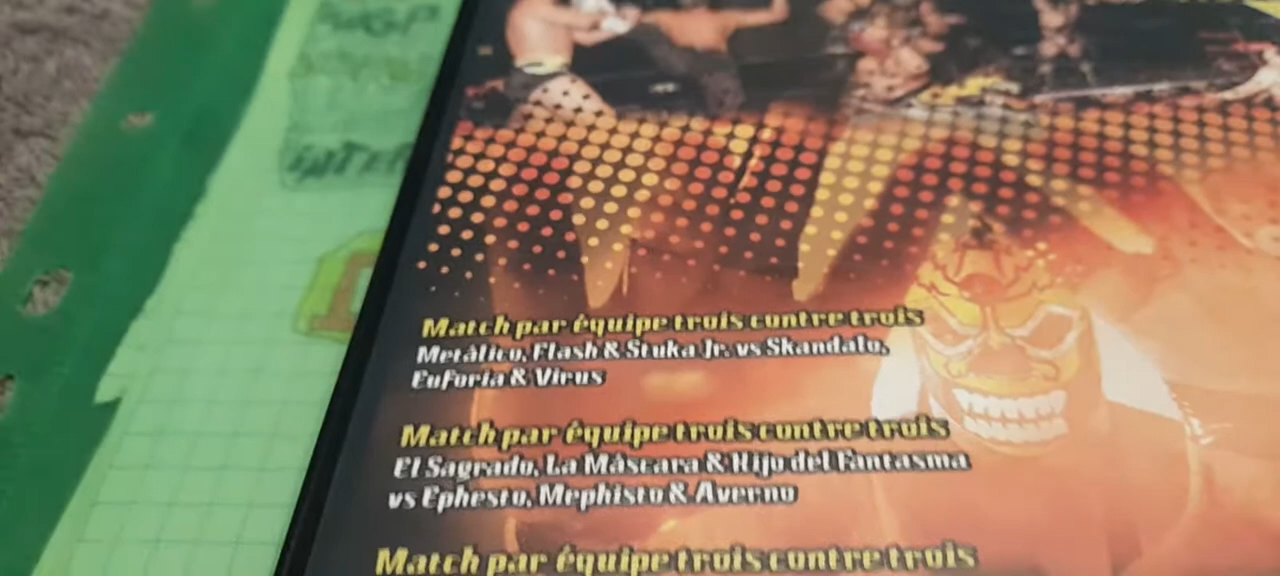 Match par équipe trois contre trois
Metálico, Flash & Stuka Jr. vs Skandalo,
Euforia & Virus
Match par équipe trois contre trois
El Sagrado, La Máscara & Hijo del Fantasma
vs Ephesto, Mephisto & Averno
Match par équipe trois contre trois